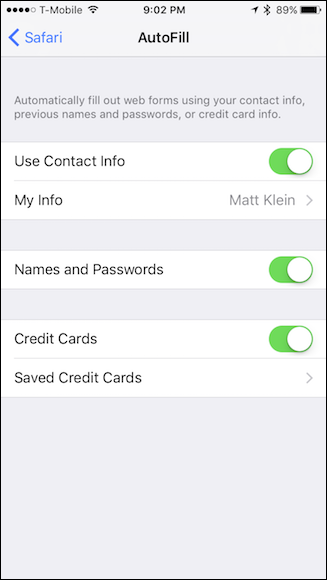 T-Mobile 9:02 PM 89%
Safari AutoFill
Automatically fill out web forms using your contact info,
previous names and passwords, or credit card info.
Use Contact Info
My Info Matt Klein
Names and Passwords
Credit Cards
Saved Credit Cards